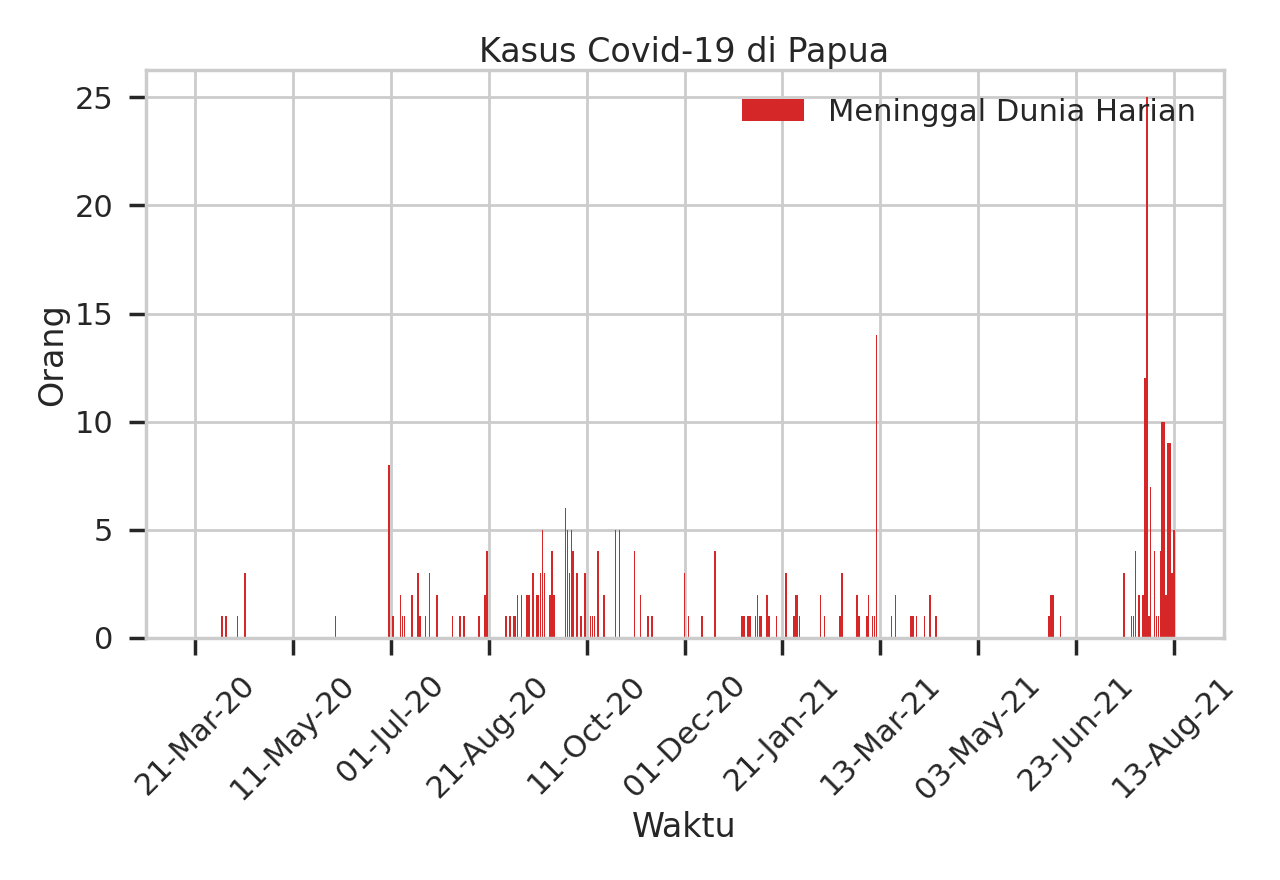 Kasus Covid-19 di Papua
Meninggal Dunia Harian
Orang
25
20
15
10
5
0
21-Mar-20
11-May-20
01-Jul-20
21-Aug-20
11-Oct-20
01-Dec-20
21-Jan-21
13-Mar-21
03-May-21
23-Jun-21
13-Aug-21
Waktu